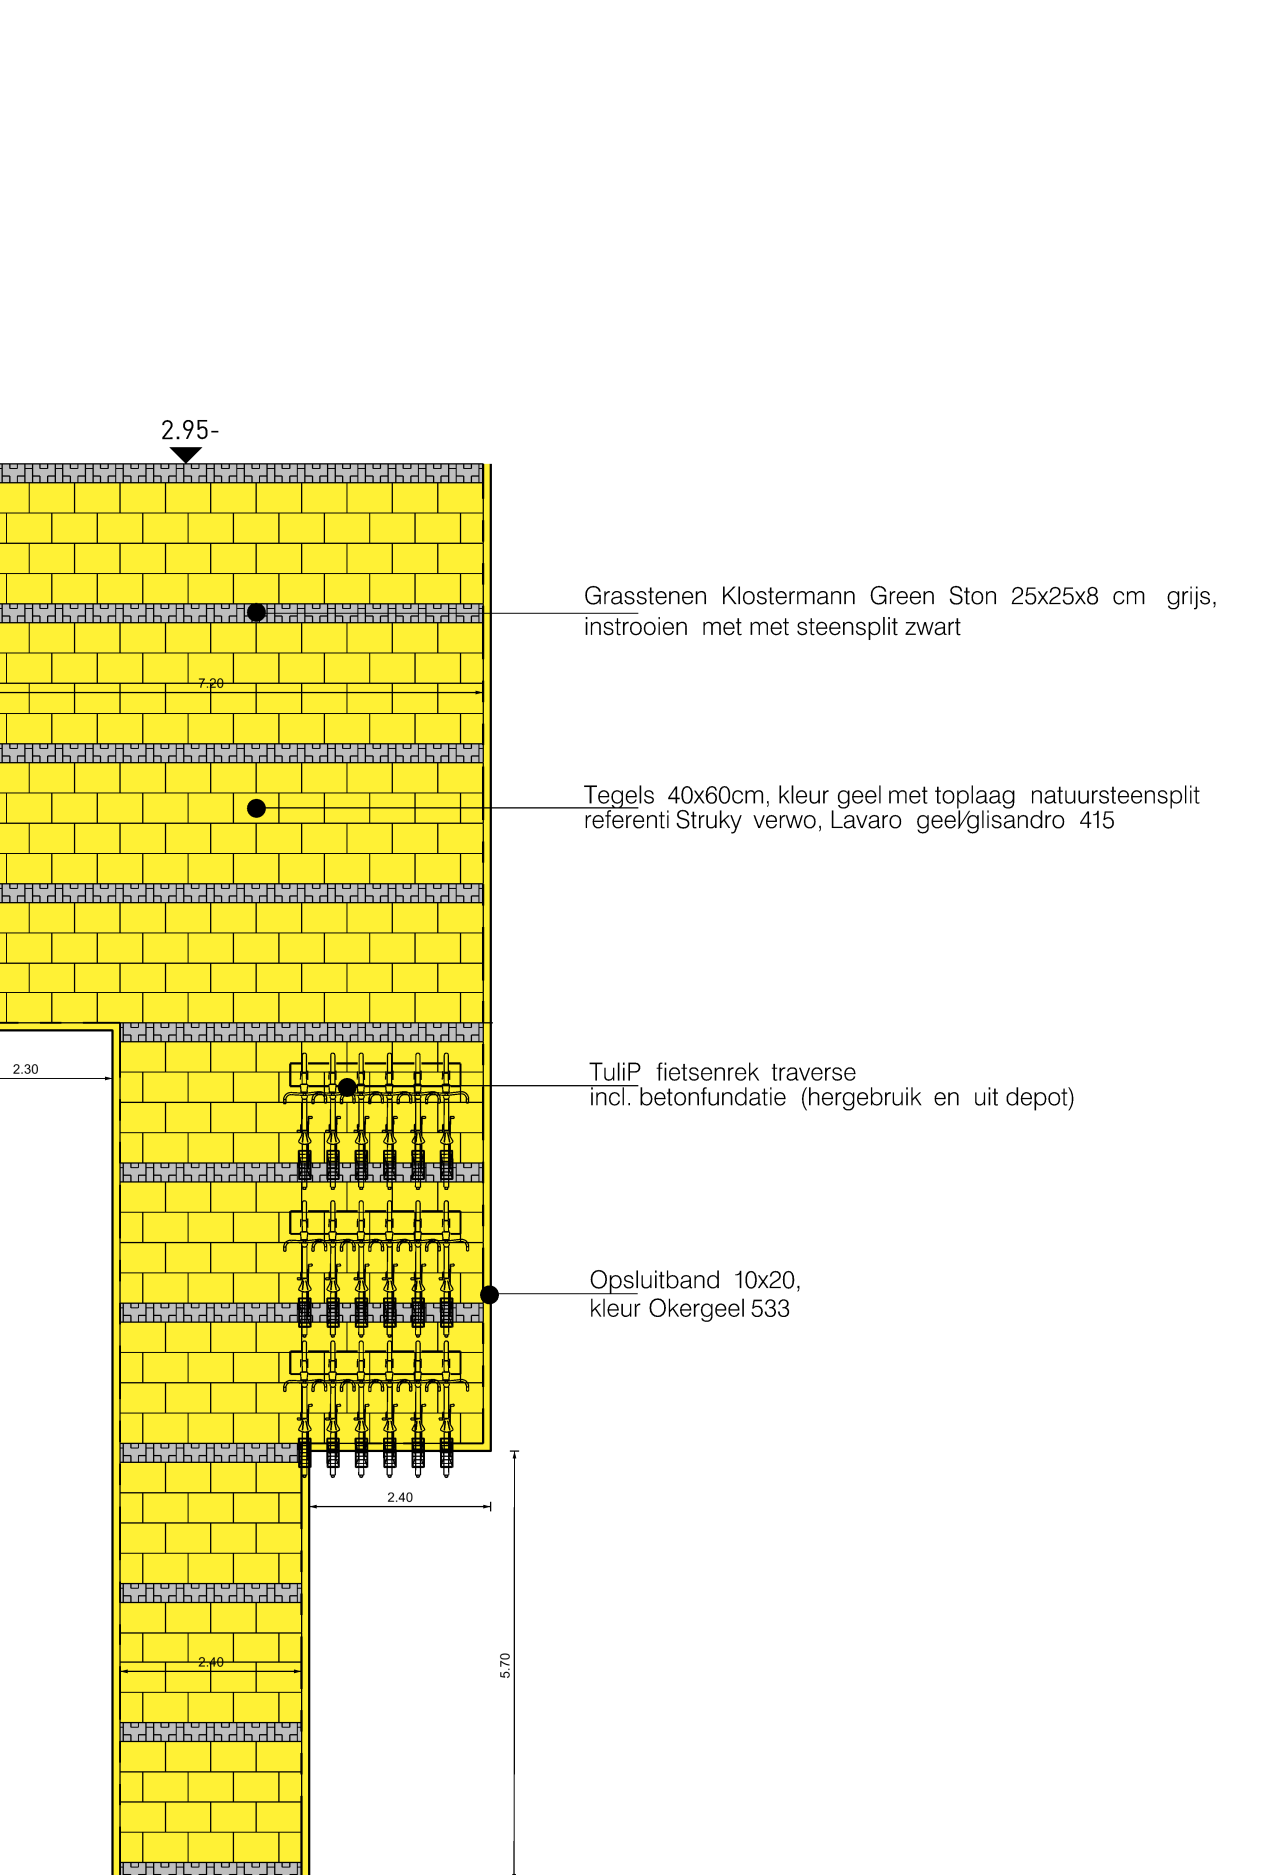 2.95-
Grasstenen Klostermann Green Ston 25x25x8 cm grijs,
instrooien met met steensplit zwart
7.20
Tegels 40x60cm, kleur geel met toplaag natuursteensplit
referenti Struky verwo, Lavaro geel/glisandro 415
2.30
TuliP fietsenrek traverse
incl. betonfundatie (hergebruik en uit depot)
Opsluitband 10x20,
kleur Okergeel 533
2.40
5.70
2.40